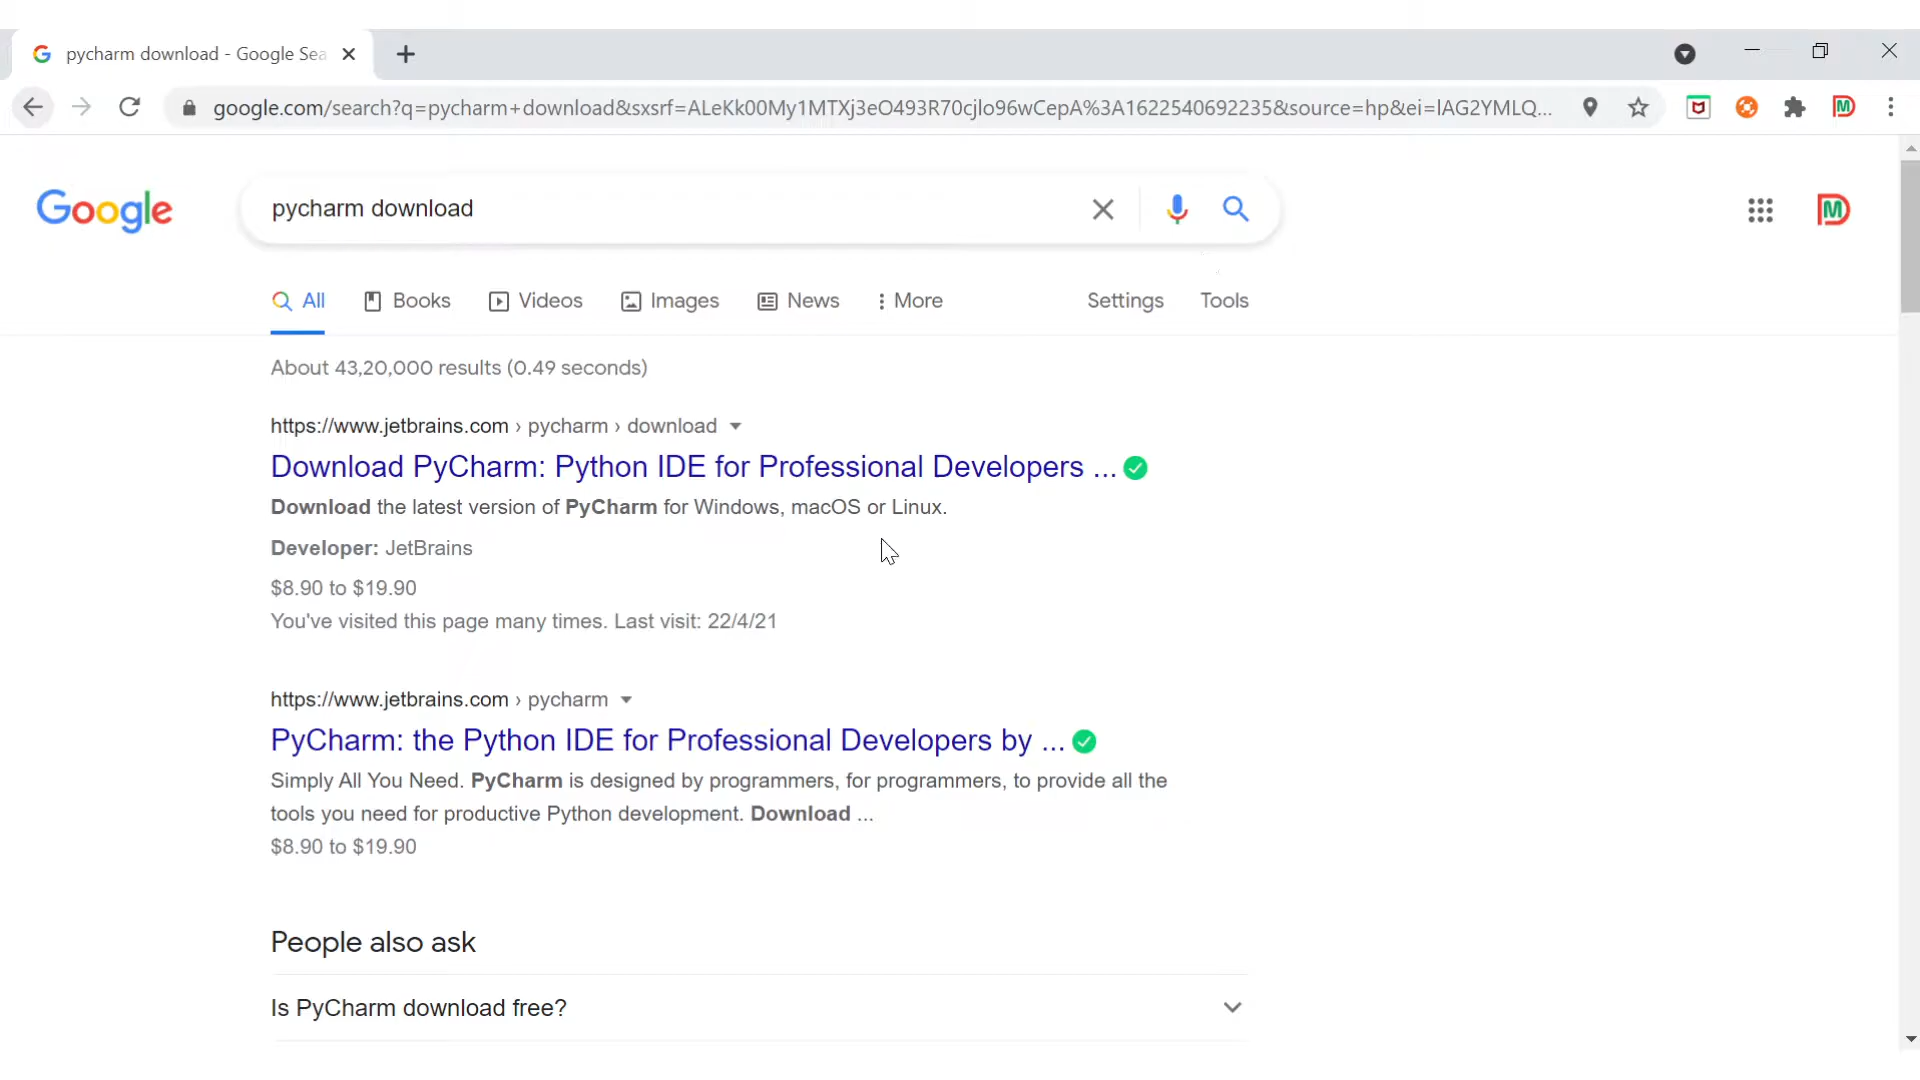 pycharm download - Google Sea
google.com/search?q=pycharm+download&sxsrf=ALeKk00My1MTXj3eO493R70cjlo96wCepA%3A1622540692235&source=hp&ei=lAG2YMLQ...
Google
pycharm download
All Books Videos Images News More Settings Tools
About 43,20,000 results (0.49 seconds)
https://www.jetbrains.com › pycharm › download
Download PyCharm: Python IDE for Professional Developers ...
Download the latest version of PyCharm for Windows, macOS or Linux.
Developer: JetBrains
$8.90 to $19.90
You've visited this page many times. Last visit: 22/4/21
https://www.jetbrains.com › pycharm
PyCharm: the Python IDE for Professional Developers by ...
Simply All You Need. PyCharm is designed by programmers, for programmers, to provide all the
tools you need for productive Python development. Download ...
$8.90 to $19.90
People also ask
Is PyCharm download free?